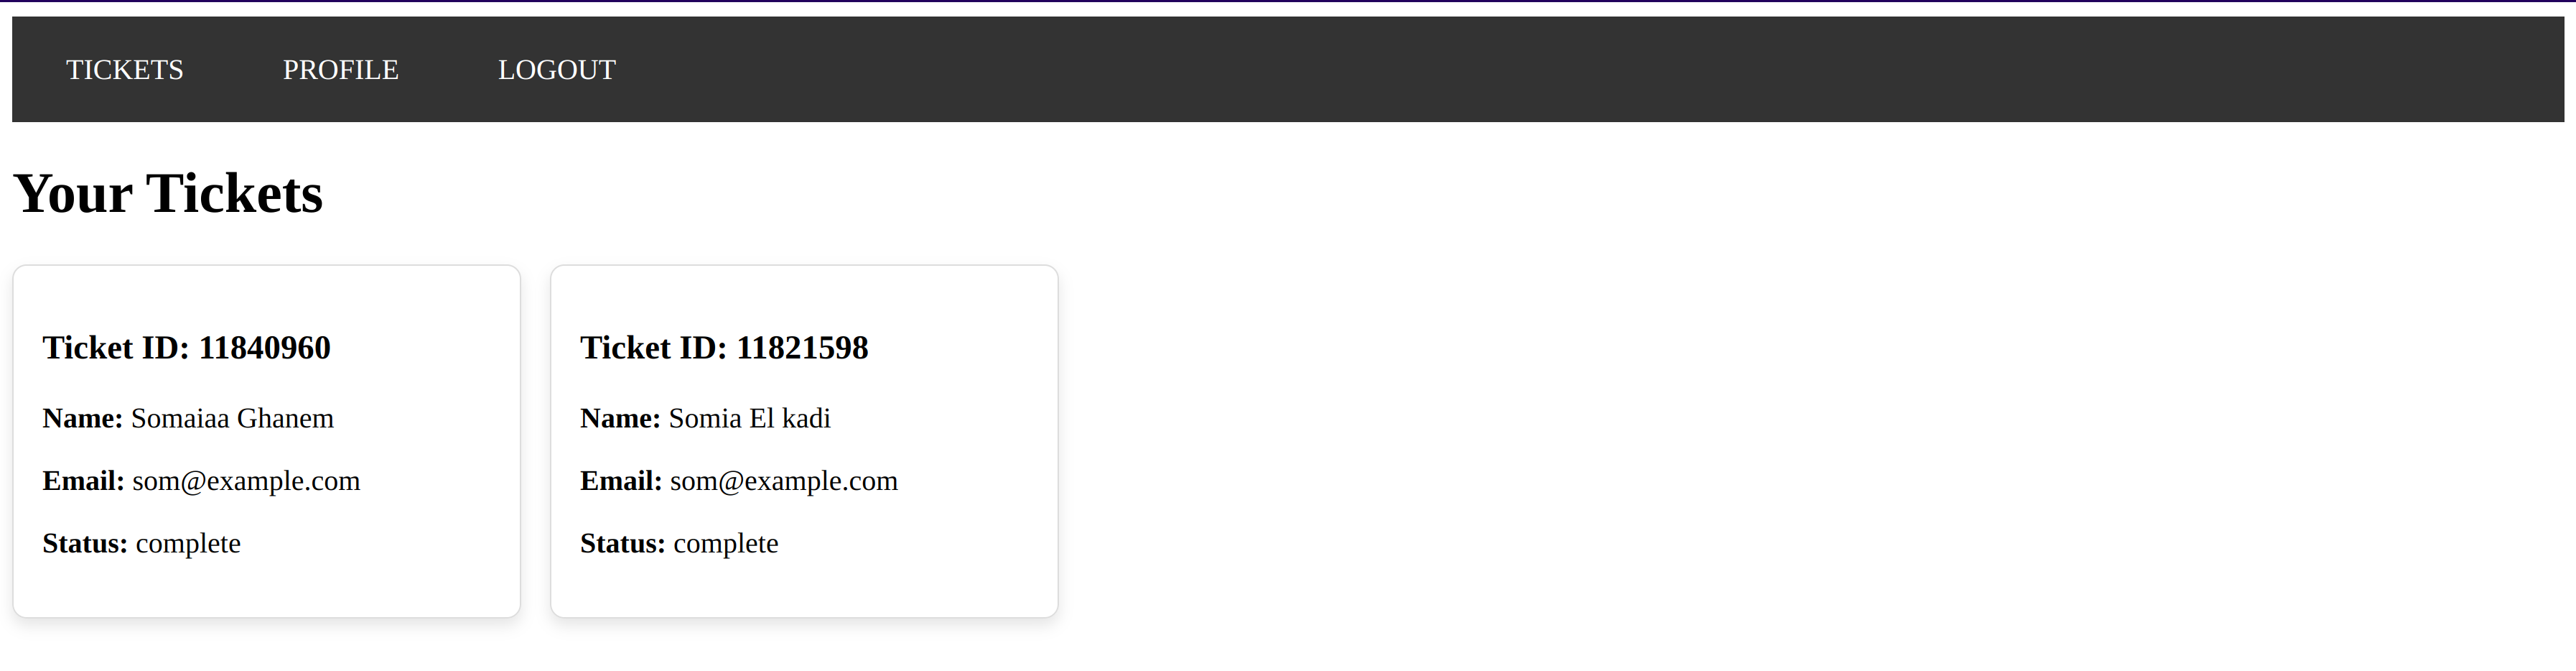 TICKETS PROFILE LOGOUT
Your Tickets
Ticket ID: 11840960
Name: Somaiaa Ghanem
Email: som@example.com
Status: complete
Ticket ID: 11821598
Name: Somia El kadi
Email: som@example.com
Status: complete